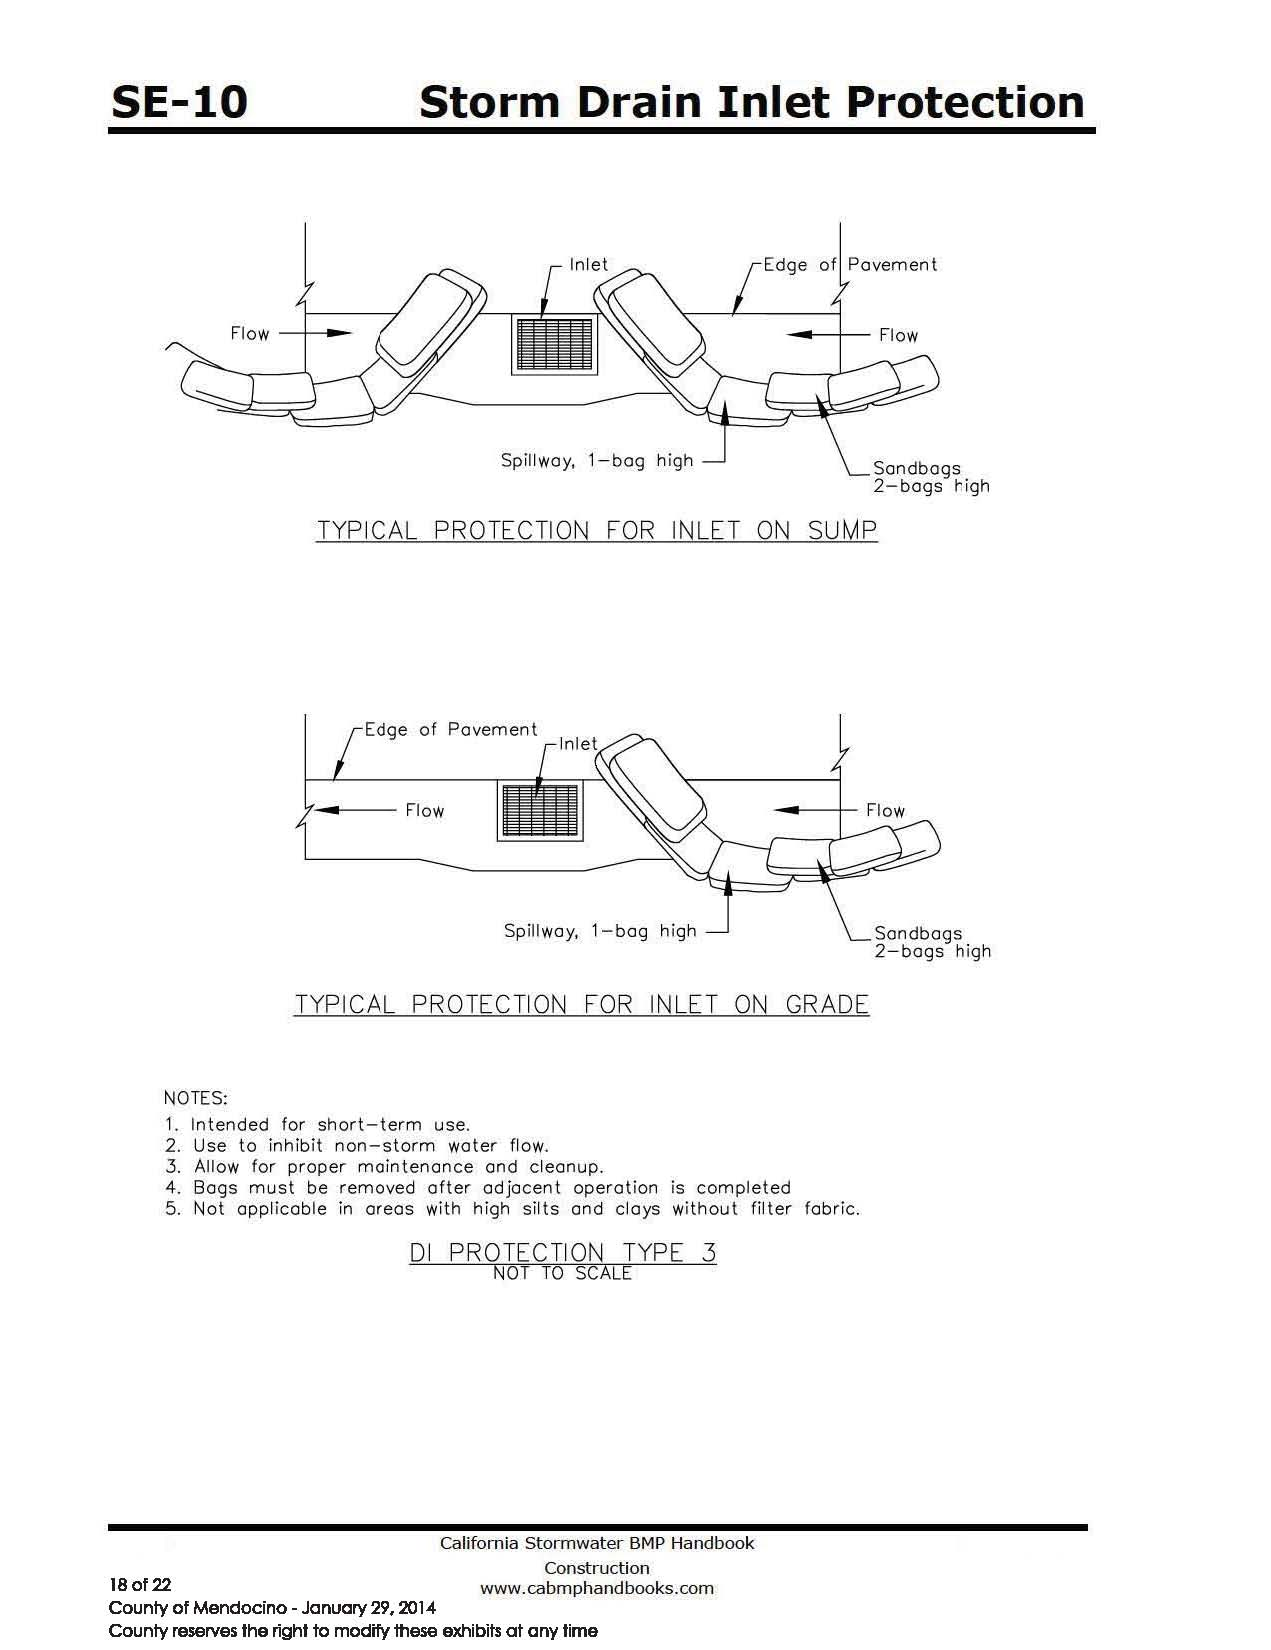 SE-10 Storm Drain Inlet Protection
Inlet
Edge of Pavement
Flow
Flow
Spillway, 1-bag high
Sandbags
2-bags high
TYPICAL PROTECTION FOR INLET ON SUMP
Edge of Pavement
Inlet
Flow
Flow
Spillway, 1-bag high
Sandbags
2-bags high
TYPICAL PROTECTION FOR INLET ON GRADE
NOTES:
1. Intended for short-term use.
2. Use to inhibit non-storm water flow.
3. Allow for proper maintenance and cleanup.
4. Bags must be removed after adjacent operation is completed
5. Not applicable in areas with high silts and clays without filter fabric.
DI PROTECTION TYPE 3
NOT TO SCALE
California Stormwater BMP Handbook
Construction
www.cabmphandbooks.com
18 of 22
County of Mendocino - January 29, 2014
County reserves the right to modify these exhibits at any time